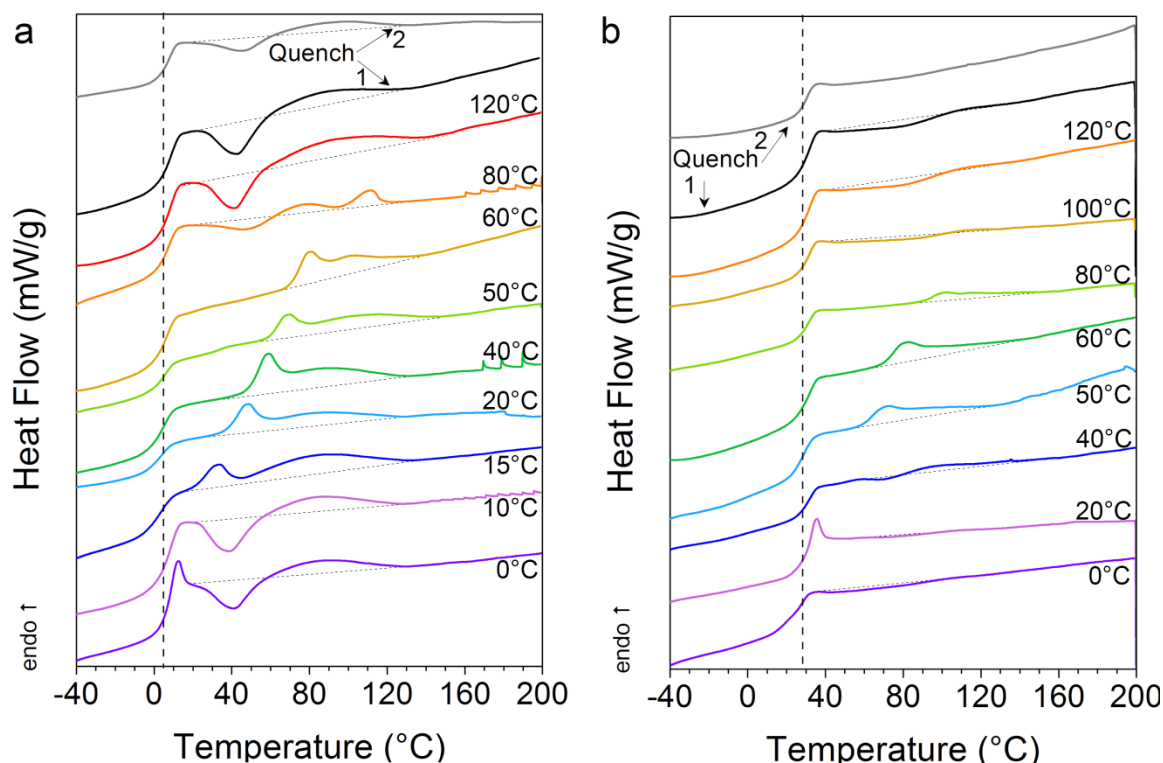 a
Quench
2
1
120°C
80°C
60°C
50°C
40°C
20°C
15°C
10°C
0°C
Heat Flow (mW/g)
endo ↑
-40 0 40 80 120 160 200
Temperature (°C)
b
2
Quench
1
120°C
100°C
80°C
60°C
50°C
40°C
20°C
0°C
Heat Flow (mW/g)
endo ↑
-40 0 40 80 120 160 200
Temperature (°C)